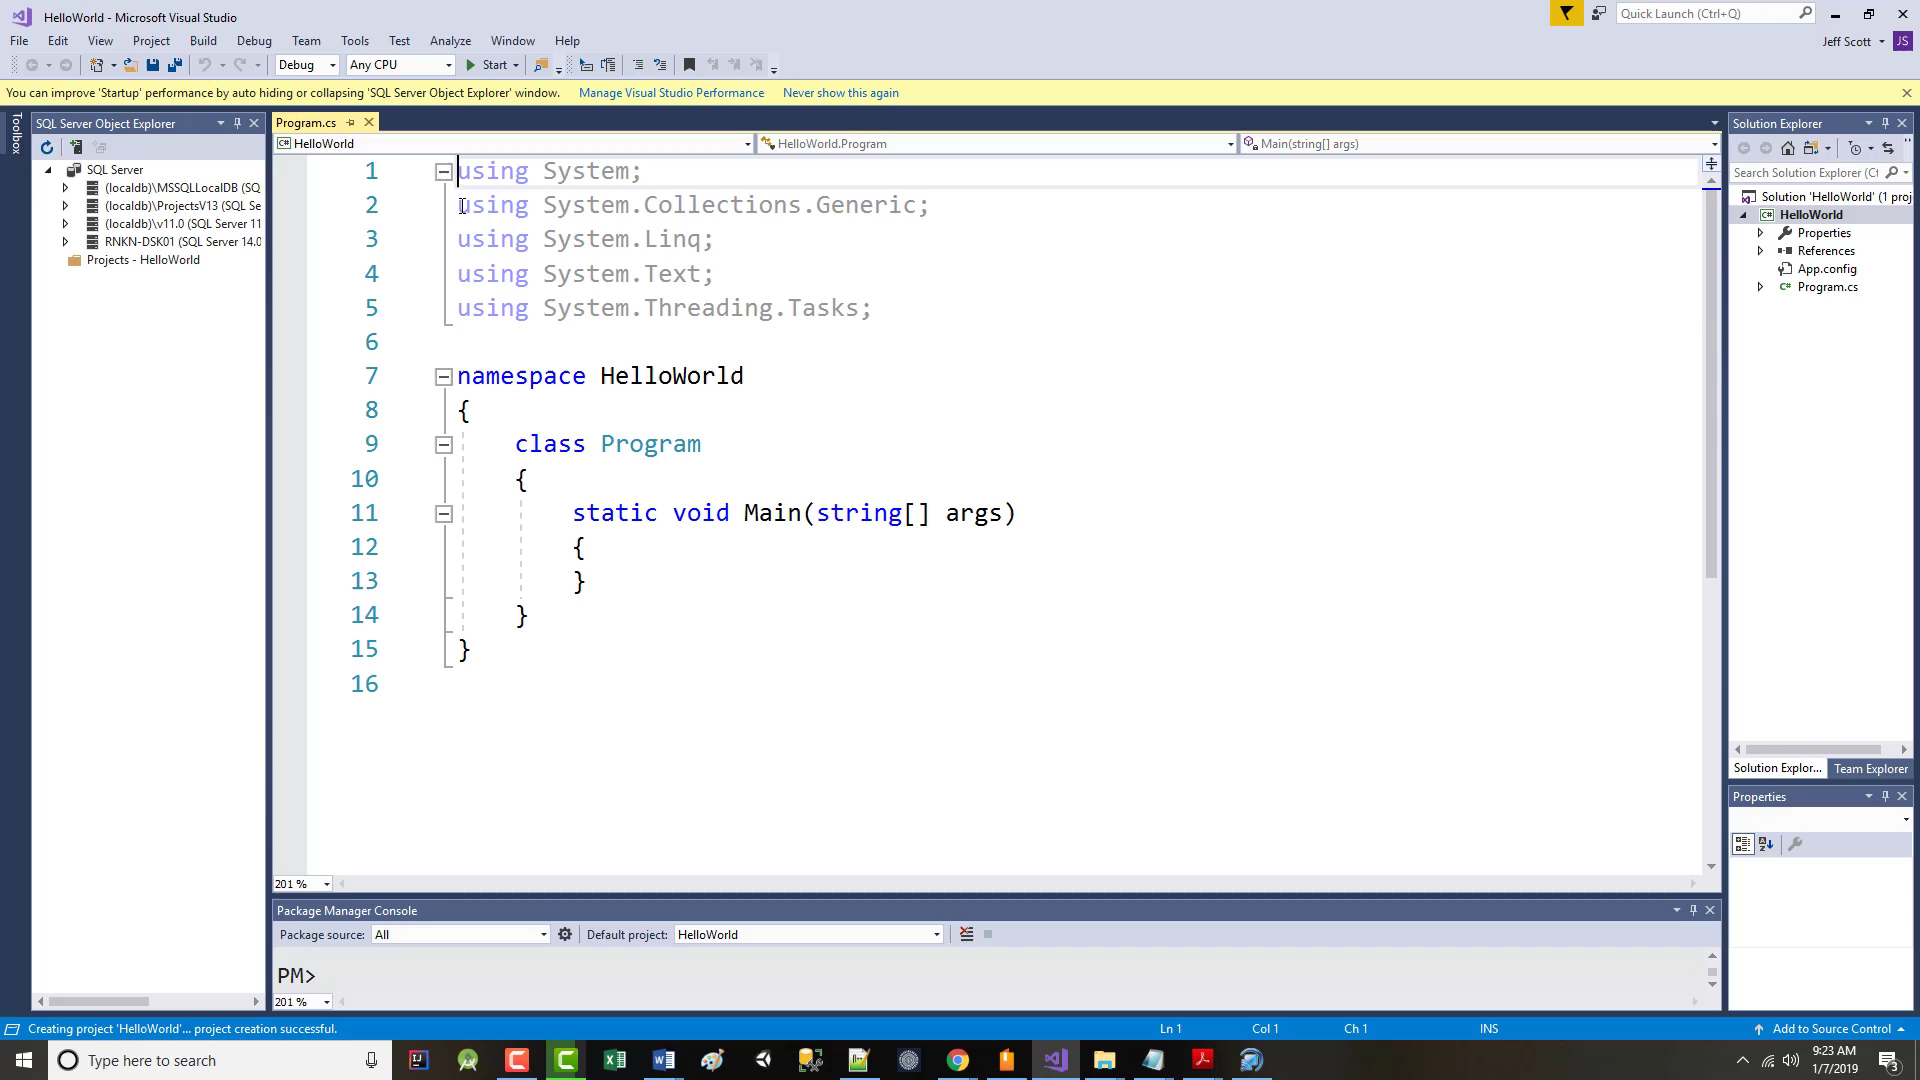 HelloWorld - Microsoft Visual Studio
Quick Launch (Ctrl+Q)
File Edit View Project Build Debug Team Tools Test Analyze Window Help
Jeff Scott JS
Debug Any CPU Start
You can improve 'Startup' performance by auto hiding or collapsing 'SQL Server Object Explorer' window. Manage Visual Studio Performance Never show this again
Toolbox
SQL Server Object Explorer
SQL Server
(localdb)\MSSQLLocalDB (SQ
(localdb)\ProjectsV13 (SQL Se
(localdb)\v11.0 (SQL Server 11
RNKN-DSK01 (SQL Server 14.0
Projects - HelloWorld
Program.cs
HelloWorld HelloWorld.Program Main(string[] args)
1 using System;
2 using System.Collections.Generic;
3 using System.Linq;
4 using System.Text;
5 using System.Threading.Tasks;
6
7 namespace HelloWorld
8 {
9 class Program
10 {
11 static void Main(string[] args)
12 {
13 }
14 }
15 }
16
201 %
Package Manager Console
Package source: All Default project: HelloWorld
PM>
201 %
Solution Explorer
Search Solution Explorer (Ct
Solution 'HelloWorld' (1 proj
C# HelloWorld
Properties
References
App.config
C# Program.cs
Solution Explor... Team Explorer
Properties
Creating project 'HelloWorld'... project creation successful.
Ln 1 Col 1 Ch 1 INS
Add to Source Control
Type here to search
9:23 AM
1/7/2019
3